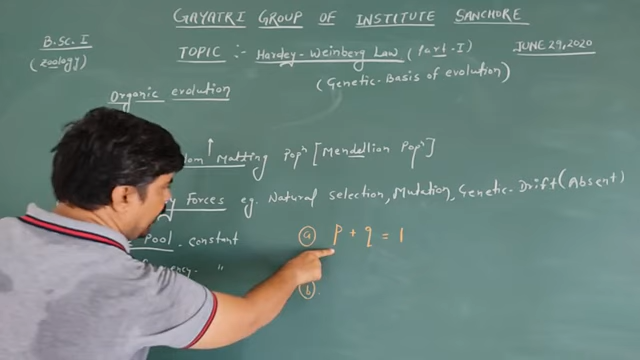 GAYATRI GROUP OF INSTITUTE SANCHORE
B.Sc. I
(Zoology)
TOPIC :- Hardey-Weinberg Law (Part-I)
JUNE 29, 2020
(Genetic Basis of evolution)
Organic evolution
Matting Popn [Mendellian Popn]
Forces eg. Natural selection, Mutation, Genetic Drift (Absent)
Pool. Constant
(a) p + q = 1
"
(b)